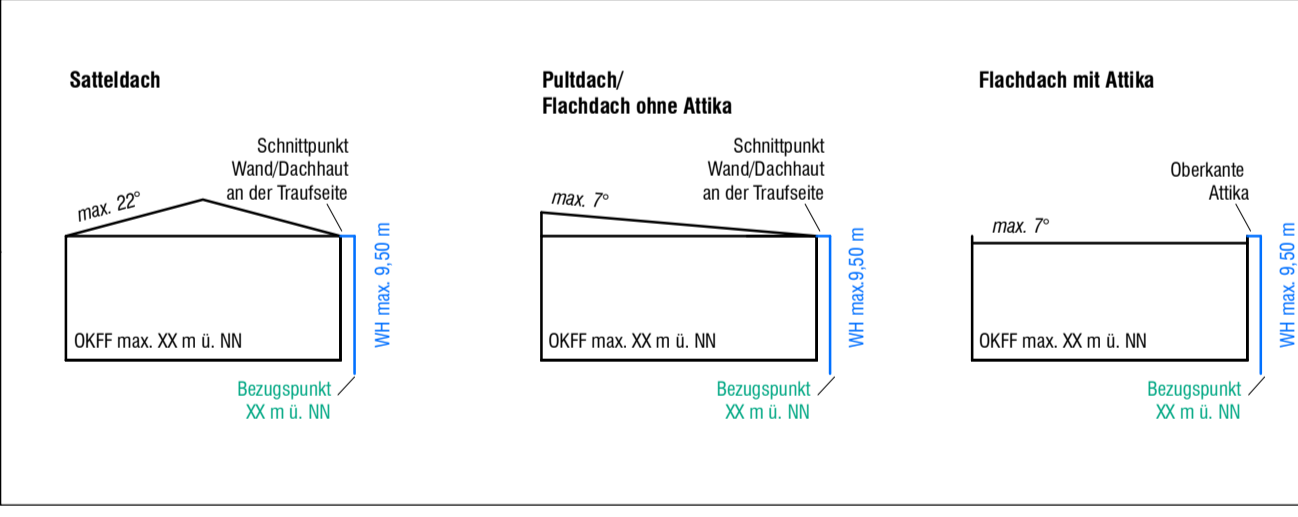 Satteldach
Schnittpunkt
Wand/Dachhaut
an der Traufseite
max. 22°
WH max. 9,50 m
OKFF max. XX m ü. NN
Bezugspunkt
XX m ü. NN
Pultdach/
Flachdach ohne Attika
Schnittpunkt
Wand/Dachhaut
an der Traufseite
max. 7°
WH max.9,50 m
OKFF max. XX m ü. NN
Bezugspunkt
XX m ü. NN
Flachdach mit Attika
Oberkante
Attika
max. 7°
WH max. 9,50 m
OKFF max. XX m ü. NN
Bezugspunkt
XX m ü. NN